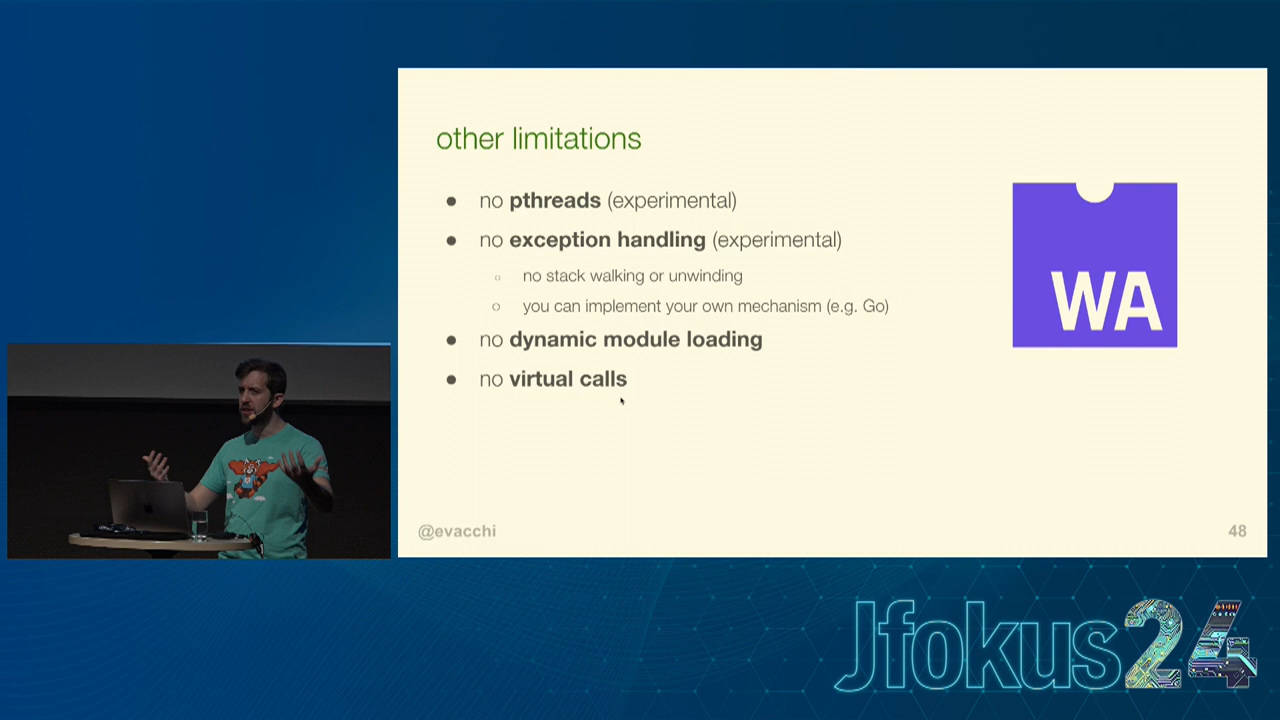 other limitations
● no pthreads (experimental)
● no exception handling (experimental)
○ no stack walking or unwinding
○ you can implement your own mechanism (e.g. Go)
● no dynamic module loading
● no virtual calls
WA
@evacchi
48
Jfokus24